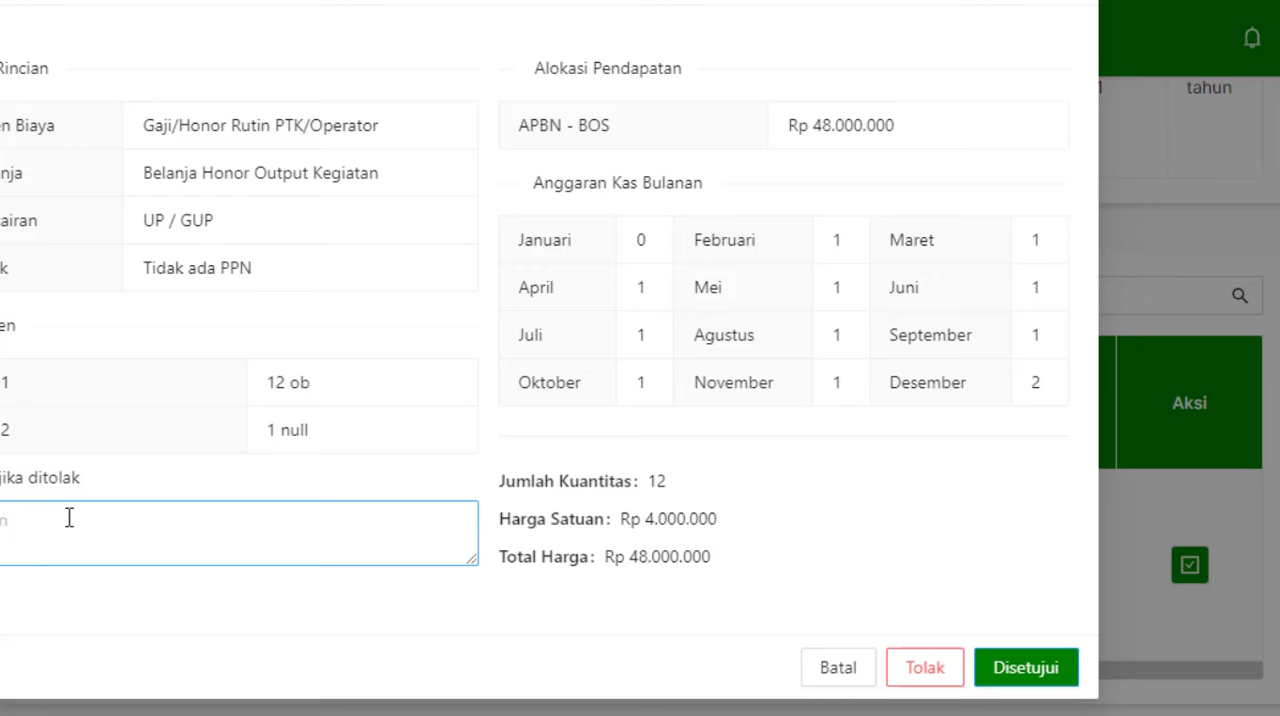 Rincian
en Biaya Gaji/Honor Rutin PTK/Operator
nja Belanja Honor Output Kegiatan
airan UP / GUP
k Tidak ada PPN
en
1 12 ob
2 1 null
jika ditolak
n
Alokasi Pendapatan
APBN - BOS Rp 48.000.000
Anggaran Kas Bulanan
Januari 0 Februari 1 Maret 1
April 1 Mei 1 Juni 1
Juli 1 Agustus 1 September 1
Oktober 1 November 1 Desember 2
Jumlah Kuantitas: 12
Harga Satuan: Rp 4.000.000
Total Harga: Rp 48.000.000
Batal Tolak Disetujui
tahun
Aksi